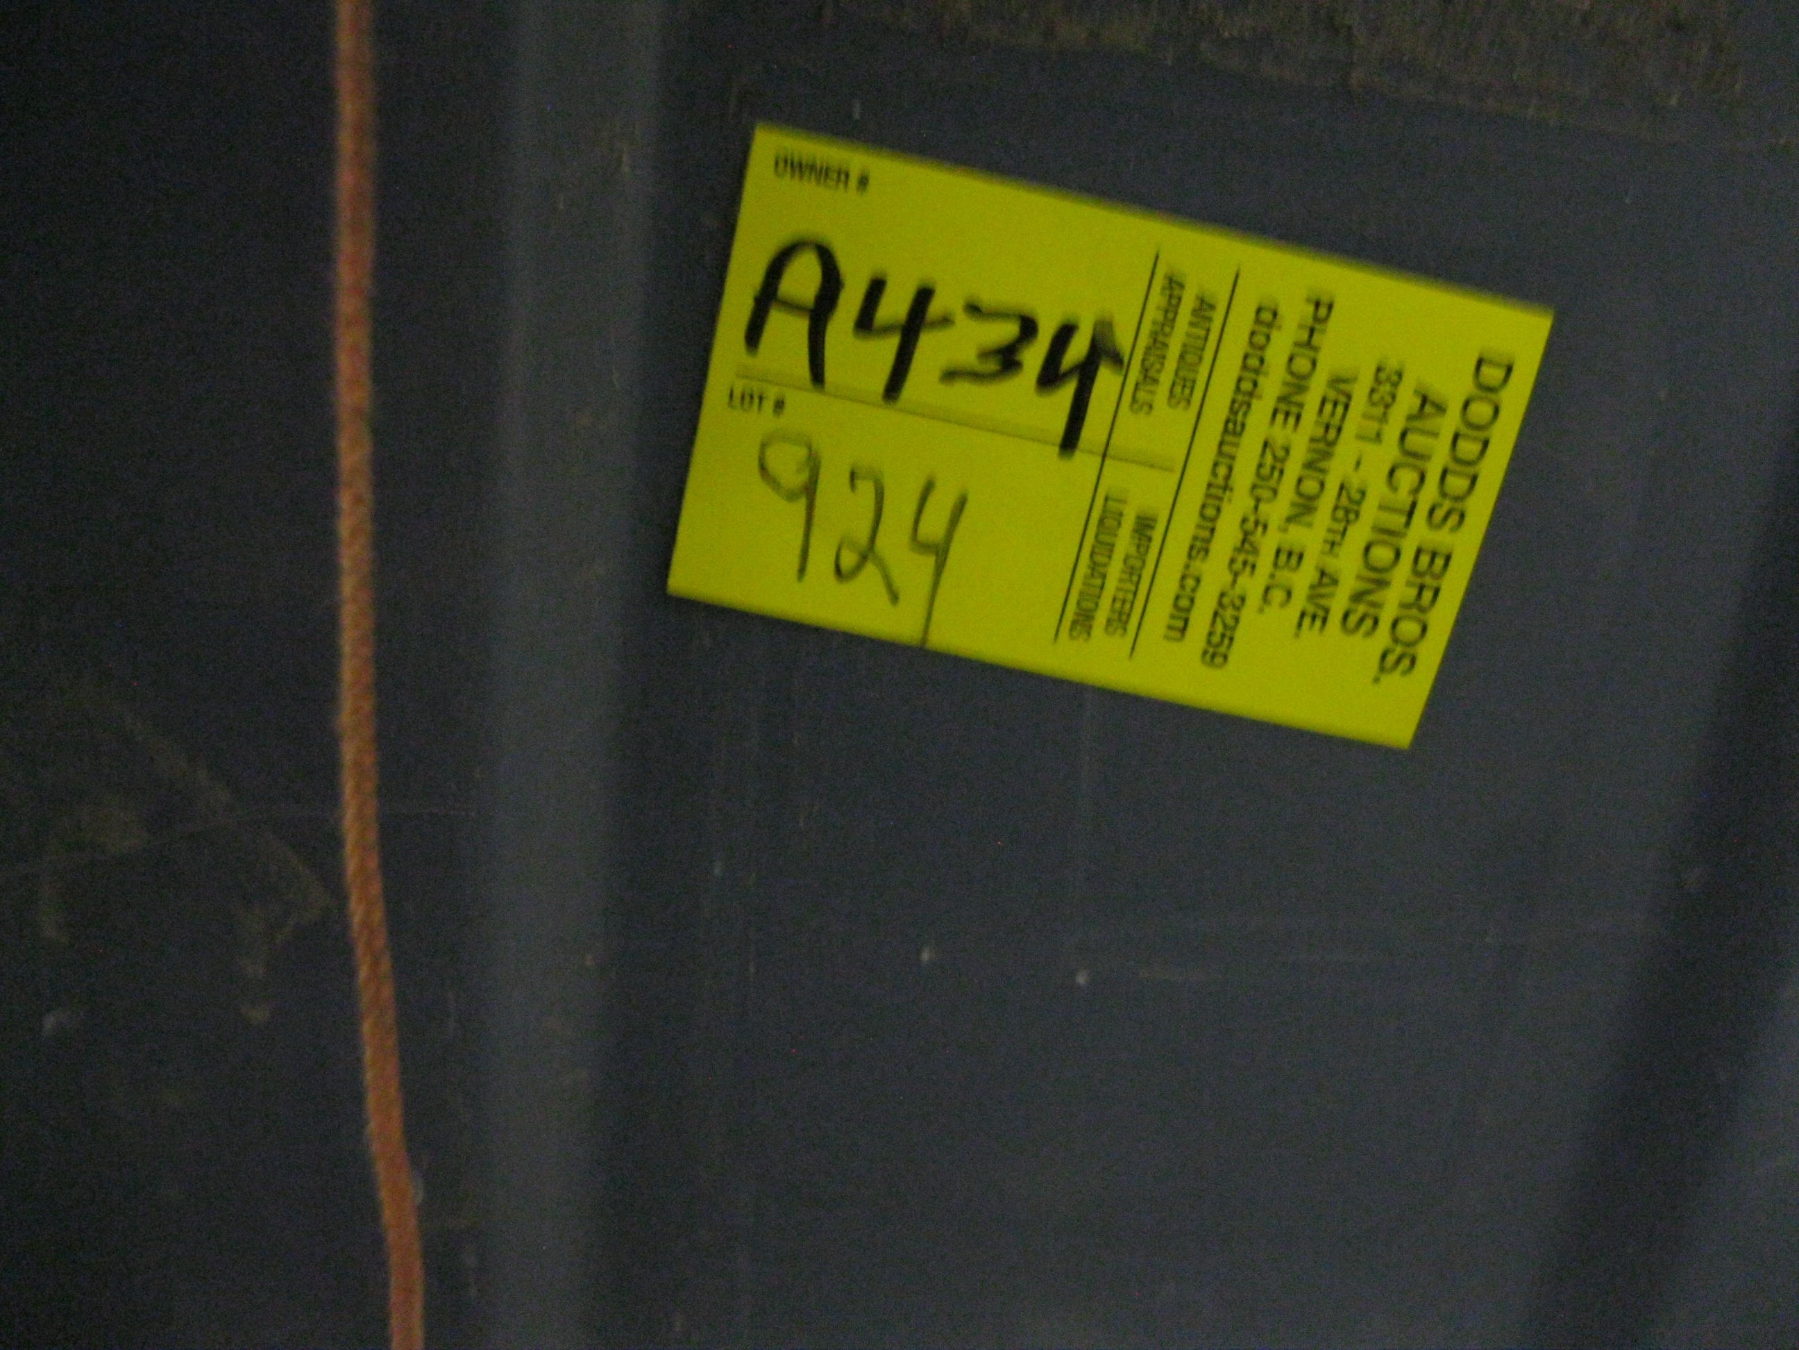 OWNER #
A434
LOT #
924
DODDS BROS.
AUCTIONS
3311 - 28TH AVE.
VERNON, B.C.
PHONE 250-545-3259
doddsauctions.com
ANTIQUES IMPORTERS
APPRAISALS LIQUIDATIONS